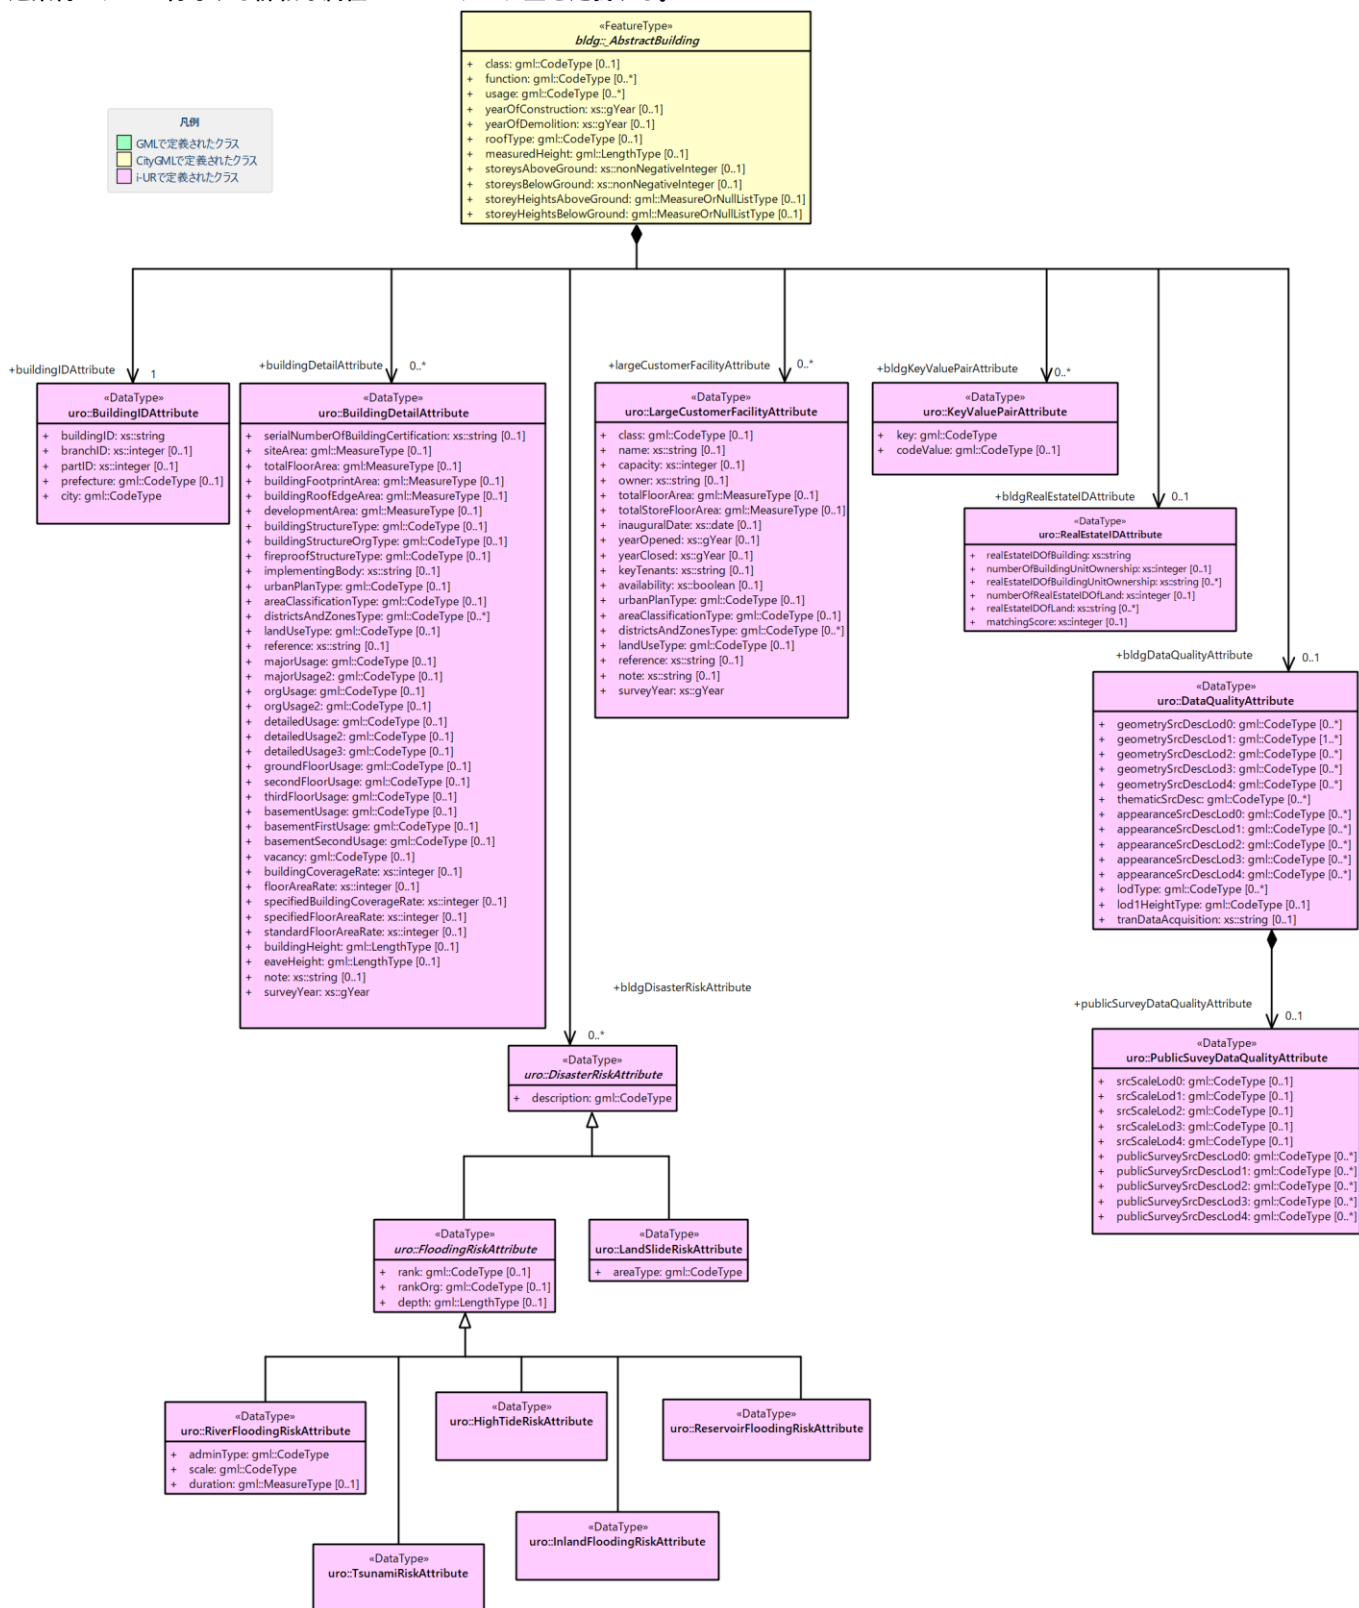 «FeatureType»
bldg::_AbstractBuilding
+ class: gml::CodeType [0..1]
+ function: gml::CodeType [0..*]
+ usage: gml::CodeType [0..*]
+ yearOfConstruction: xs::gYear [0..1]
+ yearOfDemolition: xs::gYear [0..1]
+ roofType: gml::CodeType [0..1]
+ measuredHeight: gml::LengthType [0..1]
+ storeysAboveGround: xs::nonNegativeInteger [0..1]
+ storeysBelowGround: xs::nonNegativeInteger [0..1]
+ storeyHeightsAboveGround: gml::MeasureOrNullListType [0..1]
+ storeyHeightsBelowGround: gml::MeasureOrNullListType [0..1]
凡例
GMLで定義されたクラス
CityGMLで定義されたクラス
i-URで定義されたクラス
+buildingIDAttribute
1
«DataType»
uro::BuildingIDAttribute
+ buildingID: xs::string
+ branchID: xs::integer [0..1]
+ partID: xs::integer [0..1]
+ prefecture: gml::CodeType [0..1]
+ city: gml::CodeType
+buildingDetailAttribute
0..*
«DataType»
uro::BuildingDetailAttribute
+ serialNumberOfBuildingCertification: xs::string [0..1]
+ siteArea: gml::MeasureType [0..1]
+ totalFloorArea: gml:MeasureType [0..1]
+ buildingFootprintArea: gml::MeasureType [0..1]
+ buildingRoofEdgeArea: gml::MeasureType [0..1]
+ developmentArea: gml::MeasureType [0..1]
+ buildingStructureType: gml::CodeType [0..1]
+ buildingStructureOrgType: gml::CodeType [0..1]
+ fireproofStructureType: gml::CodeType [0..1]
+ implementingBody: xs::string [0..1]
+ urbanPlanType: gml::CodeType [0..1]
+ areaClassificationType: gml::CodeType [0..1]
+ districtsAndZonesType: gml::CodeType [0..*]
+ landUseType: gml::CodeType [0..1]
+ reference: xs::string [0..1]
+ majorUsage: gml::CodeType [0..1]
+ majorUsage2: gml::CodeType [0..1]
+ orgUsage: gml::CodeType [0..1]
+ orgUsage2: gml::CodeType [0..1]
+ detailedUsage: gml::CodeType [0..1]
+ detailedUsage2: gml::CodeType [0..1]
+ detailedUsage3: gml::CodeType [0..1]
+ groundFloorUsage: gml::CodeType [0..1]
+ secondFloorUsage: gml::CodeType [0..1]
+ thirdFloorUsage: gml::CodeType [0..1]
+ basementUsage: gml::CodeType [0..1]
+ basementFirstUsage: gml::CodeType [0..1]
+ basementSecondUsage: gml::CodeType [0..1]
+ vacancy: gml::CodeType [0..1]
+ buildingCoverageRate: xs::integer [0..1]
+ floorAreaRate: xs::integer [0..1]
+ specifiedBuildingCoverageRate: xs::integer [0..1]
+ specifiedFloorAreaRate: xs::integer [0..1]
+ standardFloorAreaRate: xs::integer [0..1]
+ buildingHeight: gml::LengthType [0..1]
+ eaveHeight: gml::LengthType [0..1]
+ note: xs::string [0..1]
+ surveyYear: xs::gYear
+largeCustomerFacilityAttribute
0..*
«DataType»
uro::LargeCustomerFacilityAttribute
+ class: gml::CodeType [0..1]
+ name: xs::string [0..1]
+ capacity: xs::integer [0..1]
+ owner: xs::string [0..1]
+ totalFloorArea: gml::MeasureType [0..1]
+ totalStoreFloorArea: gml::MeasureType [0..1]
+ inauguralDate: xs::date [0..1]
+ yearOpened: xs::gYear [0..1]
+ yearClosed: xs::gYear [0..1]
+ keyTenants: xs::string [0..1]
+ availability: xs::boolean [0..1]
+ urbanPlanType: gml::CodeType [0..1]
+ areaClassificationType: gml::CodeType [0..1]
+ districtsAndZonesType: gml::CodeType [0..*]
+ landUseType: gml::CodeType [0..1]
+ reference: xs::string [0..1]
+ note: xs::string [0..1]
+ surveyYear: xs::gYear
+bldgKeyValuePairAttribute
0..*
«DataType»
uro::KeyValuePairAttribute
+ key: gml::CodeType
+ codeValue: gml::CodeType [0..1]
+bldgRealEstateIDAttribute
0..1
«DataType»
uro::RealEstateIDAttribute
+ realEstateIDOfBuilding: xs::string
+ numberOfBuildingUnitOwnership: xs::integer [0..1]
+ realEstateIDOfBuildingUnitOwnership: xs::string [0..*]
+ numberOfRealEstateIDOfLand: xs::integer [0..1]
+ realEstateIDOfLand: xs::string [0..*]
+ matchingScore: xs::integer [0..1]
+bldgDataQualityAttribute
0..1
«DataType»
uro::DataQualityAttribute
+ geometrySrcDescLod0: gml::CodeType [0..*]
+ geometrySrcDescLod1: gml::CodeType [1..*]
+ geometrySrcDescLod2: gml::CodeType [0..*]
+ geometrySrcDescLod3: gml::CodeType [0..*]
+ geometrySrcDescLod4: gml::CodeType [0..*]
+ thematicSrcDesc: gml::CodeType [0..*]
+ appearanceSrcDescLod0: gml::CodeType [0..*]
+ appearanceSrcDescLod1: gml::CodeType [0..*]
+ appearanceSrcDescLod2: gml::CodeType [0..*]
+ appearanceSrcDescLod3: gml::CodeType [0..*]
+ appearanceSrcDescLod4: gml::CodeType [0..*]
+ lodType: gml::CodeType [0..*]
+ lod1HeightType: gml::CodeType [0..1]
+ tranDataAcquisition: xs::string [0..1]
+publicSurveyDataQualityAttribute
0..1
«DataType»
uro::PublicSuveyDataQualityAttribute
+ srcScaleLod0: gml::CodeType [0..1]
+ srcScaleLod1: gml::CodeType [0..1]
+ srcScaleLod2: gml::CodeType [0..1]
+ srcScaleLod3: gml::CodeType [0..1]
+ srcScaleLod4: gml::CodeType [0..1]
+ publicSurveySrcDescLod0: gml::CodeType [0..*]
+ publicSurveySrcDescLod1: gml::CodeType [0..*]
+ publicSurveySrcDescLod2: gml::CodeType [0..*]
+ publicSurveySrcDescLod3: gml::CodeType [0..*]
+ publicSurveySrcDescLod4: gml::CodeType [0..*]
+bldgDisasterRiskAttribute
0..*
«DataType»
uro::DisasterRiskAttribute
+ description: gml::CodeType
«DataType»
uro::FloodingRiskAttribute
+ rank: gml::CodeType [0..1]
+ rankOrg: gml::CodeType [0..1]
+ depth: gml::LengthType [0..1]
«DataType»
uro::LandSlideRiskAttribute
+ areaType: gml::CodeType
«DataType»
uro::RiverFloodingRiskAttribute
+ adminType: gml::CodeType
+ scale: gml::CodeType
+ duration: gml::MeasureType [0..1]
«DataType»
uro::HighTideRiskAttribute
«DataType»
uro::ReservoirFloodingRiskAttribute
«DataType»
uro::InlandFloodingRiskAttribute
«DataType»
uro::TsunamiRiskAttribute